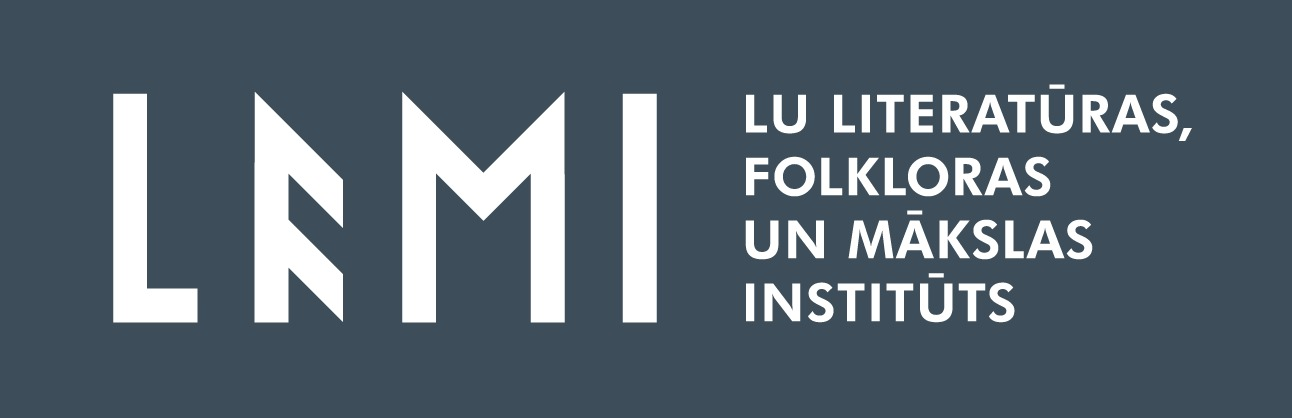 LFMI
LU LITERATŪRAS,
FOLKLORAS
UN MĀKSLAS
INSTITŪTS